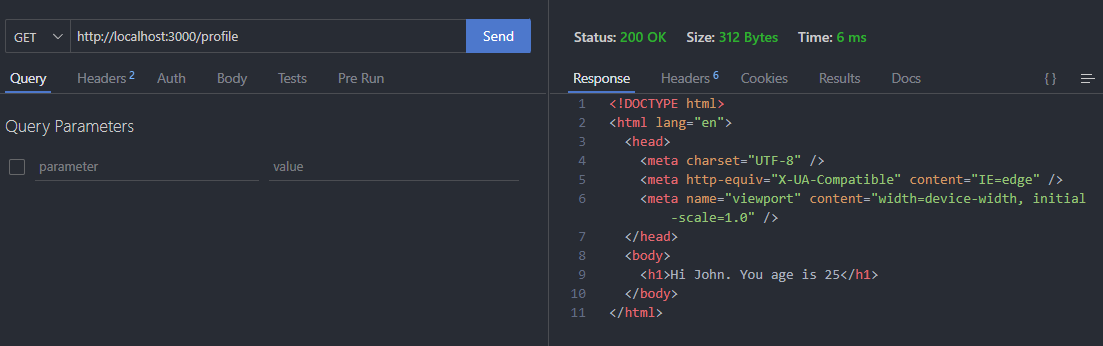 GET http://localhost:3000/profile Send
Query Headers 2 Auth Body Tests Pre Run
Query Parameters
parameter value
Status: 200 OK Size: 312 Bytes Time: 6 ms
Response Headers 6 Cookies Results Docs { }
1 <!DOCTYPE html>
2 <html lang="en">
3 <head>
4 <meta charset="UTF-8" />
5 <meta http-equiv="X-UA-Compatible" content="IE=edge" />
6 <meta name="viewport" content="width=device-width, initial
-scale=1.0" />
7 </head>
8 <body>
9 <h1>Hi John. You age is 25</h1>
10 </body>
11 </html>